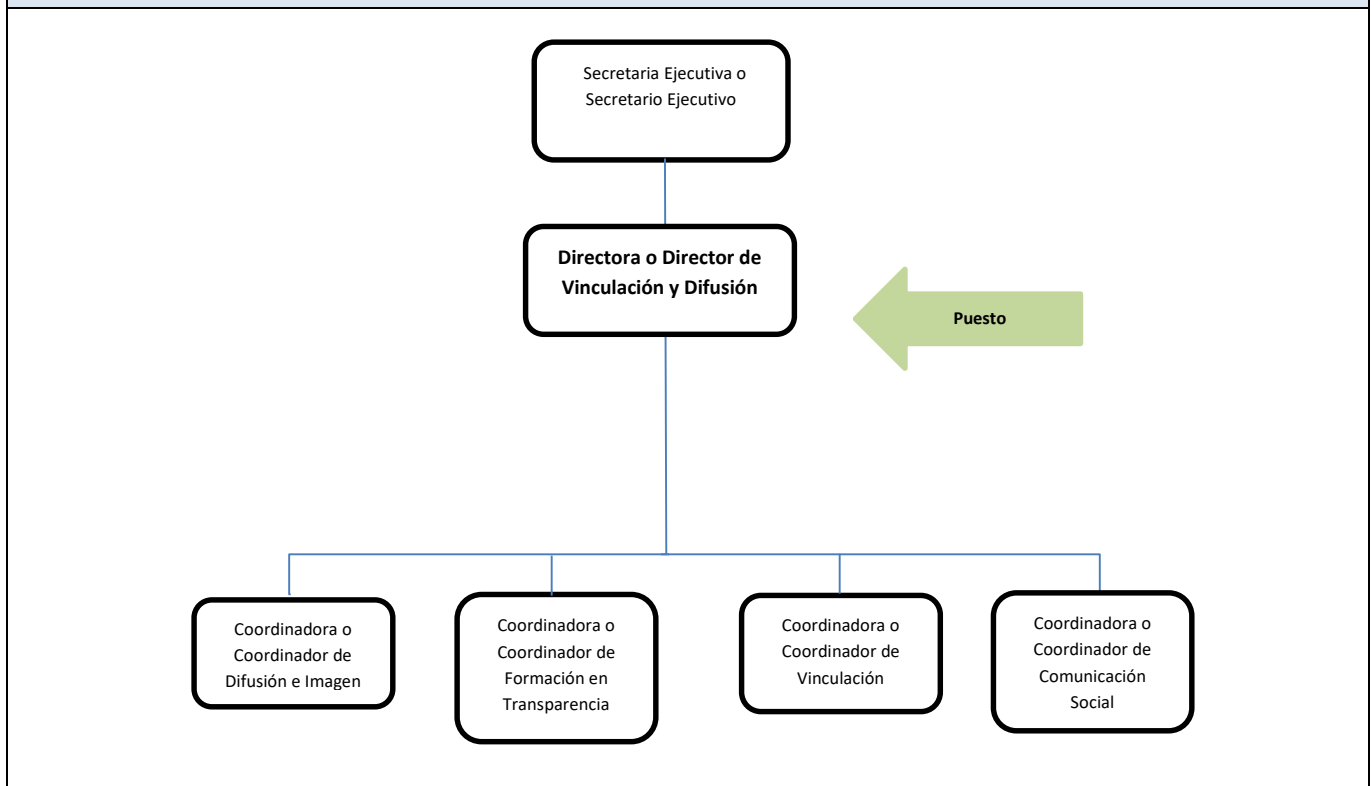 Secretaria Ejecutiva o
Secretario Ejecutivo
Directora o Director de
Vinculación y Difusión
Puesto
Coordinadora o
Coordinador de
Difusión e Imagen
Coordinadora o
Coordinador de
Formación en
Transparencia
Coordinadora o
Coordinador de
Vinculación
Coordinadora o
Coordinador de
Comunicación
Social